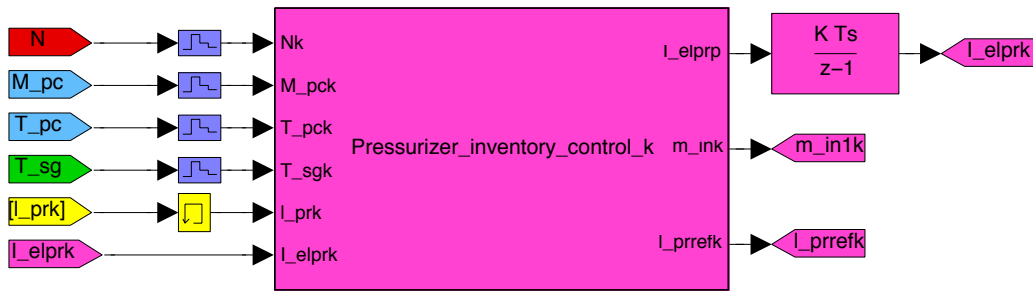 N
M_pc
T_pc
T_sg
[l_prk]
l_elprk
Nk
M_pck
T_pck
T_sgk
l_prk
l_elprk
Pressurizer_inventory_control_k
l_elprp
m_ink
l_prrefk
K Ts
z-1
l_elprk
m_in1k
l_prrefk